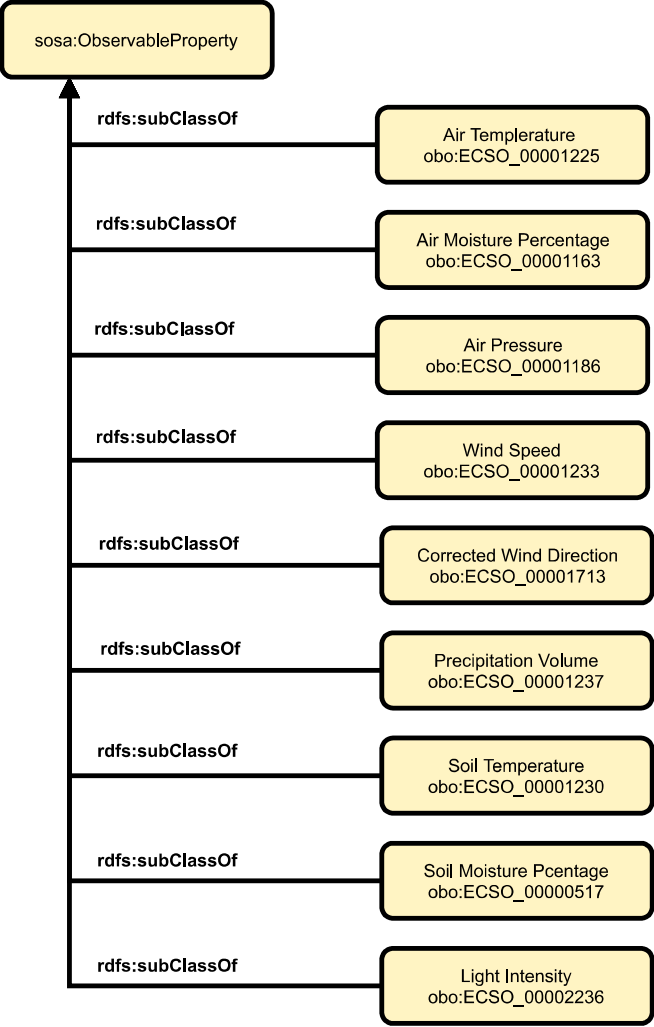 sosa:ObservableProperty
rdfs:subClassOf
Air Templerature
obo:ECSO_00001225
rdfs:subClassOf
Air Moisture Percentage
obo:ECSO_00001163
rdfs:subClassOf
Air Pressure
obo:ECSO_00001186
rdfs:subClassOf
Wind Speed
obo:ECSO_00001233
rdfs:subClassOf
Corrected Wind Direction
obo:ECSO_00001713
rdfs:subClassOf
Precipitation Volume
obo:ECSO_00001237
rdfs:subClassOf
Soil Temperature
obo:ECSO_00001230
rdfs:subClassOf
Soil Moisture Pcentage
obo:ECSO_00000517
rdfs:subClassOf
Light Intensity
obo:ECSO_00002236